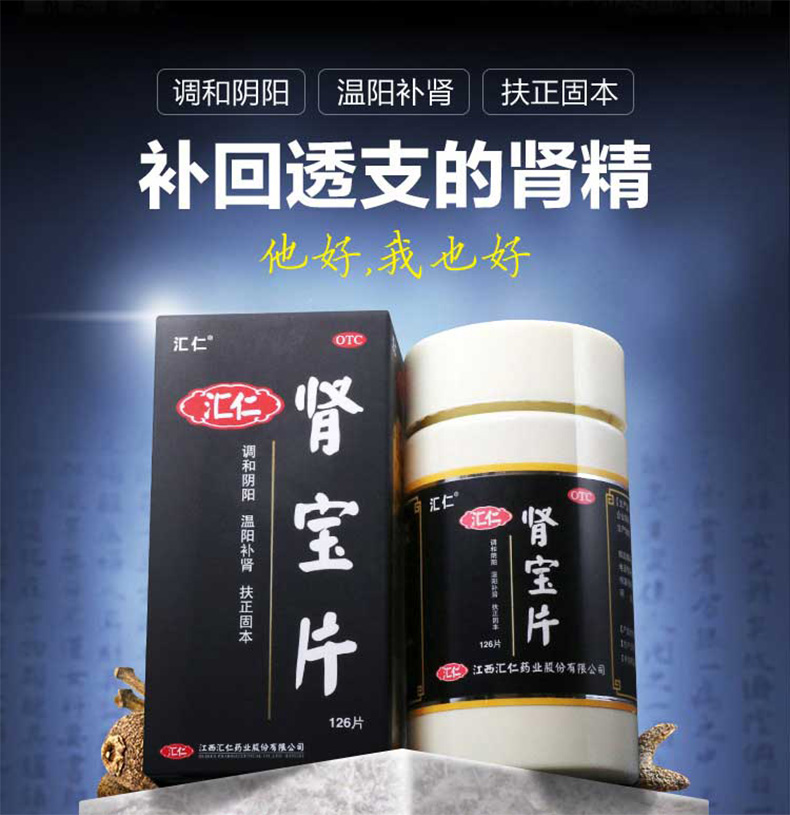 调和阴阳 温阳补肾 扶正固本
补回透支的肾精
他好,我也好
汇仁®
OTC
汇仁
肾宝片
调和阴阳 温阳补肾 扶正固本
126片
汇仁 江西汇仁药业股份有限公司
汇仁®
OTC
汇仁
肾宝片
调和阴阳 温阳补肾 扶正固本
126片
汇仁 江西汇仁药业股份有限公司